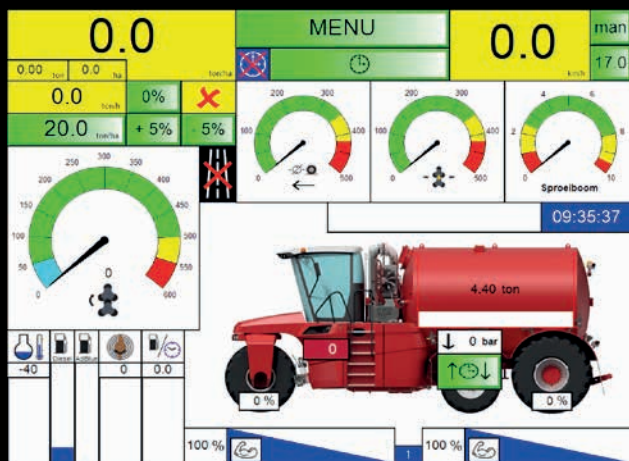 0.0
ton/ha
MENU
0.0
km/h
man
17.0
0.00 ton
0.0 ha
0.0 ton/h
0%
20.0 ton/ha
+ 5%
- 5%
0 50 100 150 200 250 300 350 400 450 500 550 600
0
0 100 200 300 400 500
0 100 200 300 400 500
0 2 4 6 8 10
Sproeiboom
09:35:37
4.40 ton
0
0 bar
1
0 %
0 %
Diesel
AdBlue
-40
0
0.0
100 %
1
100 %